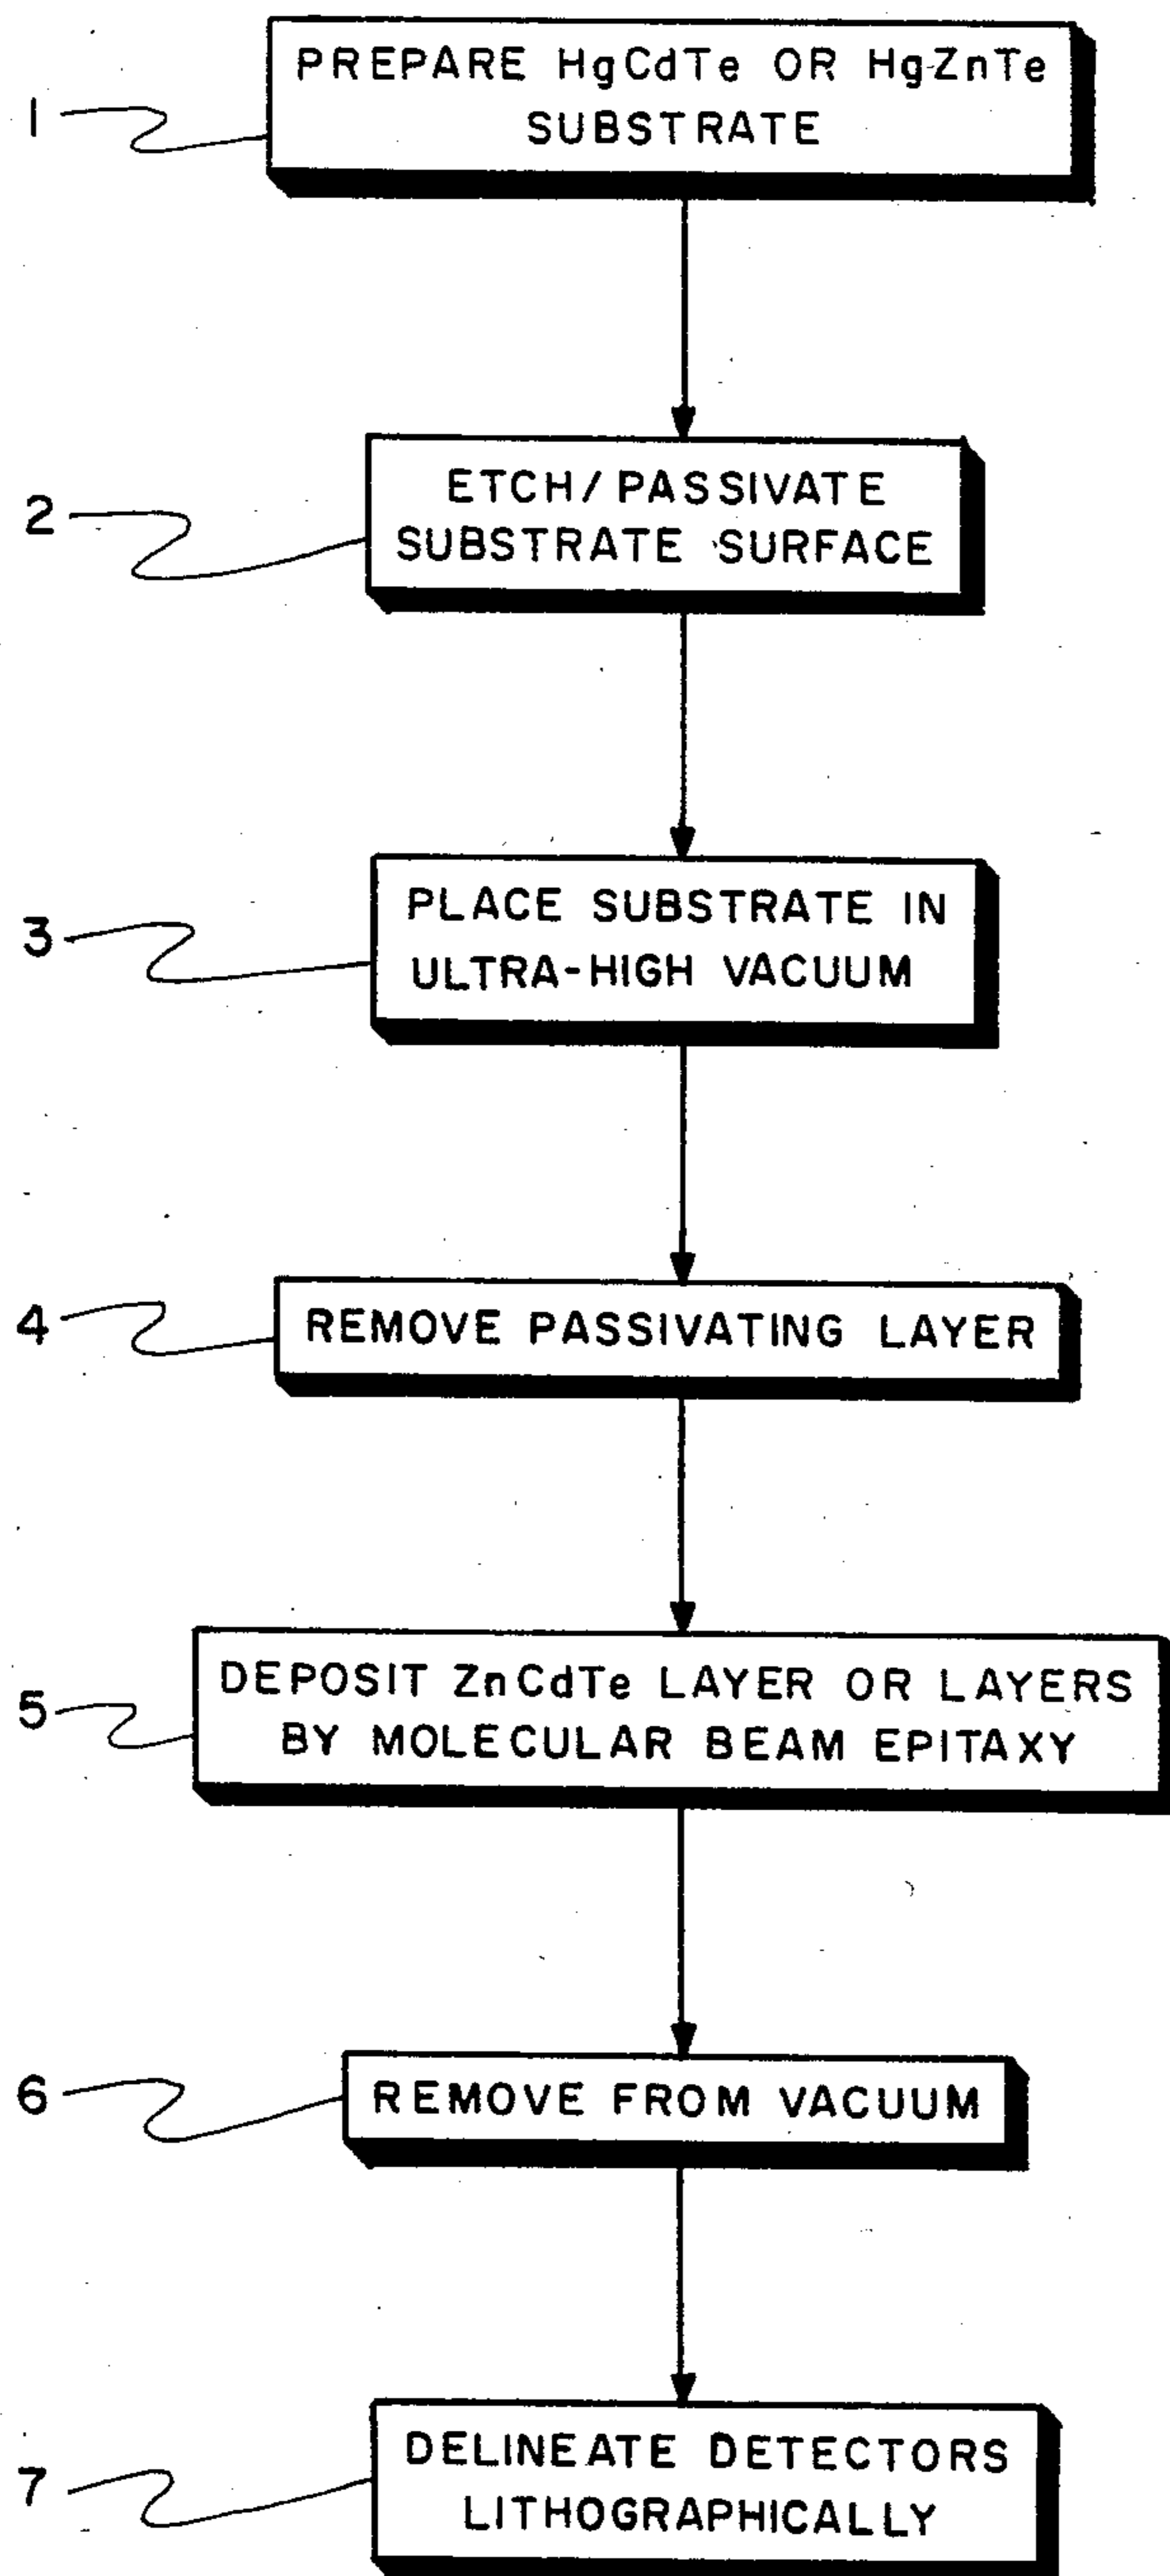 1
PREPARE HgCdTe OR HgZnTe
SUBSTRATE
2
ETCH/PASSIVATE
SUBSTRATE SURFACE
3
PLACE SUBSTRATE IN
ULTRA-HIGH VACUUM
4
REMOVE PASSIVATING LAYER
5
DEPOSIT ZnCdTe LAYER OR LAYERS
BY MOLECULAR BEAM EPITAXY
6
REMOVE FROM VACUUM
7
DELINEATE DETECTORS
LITHOGRAPHICALLY